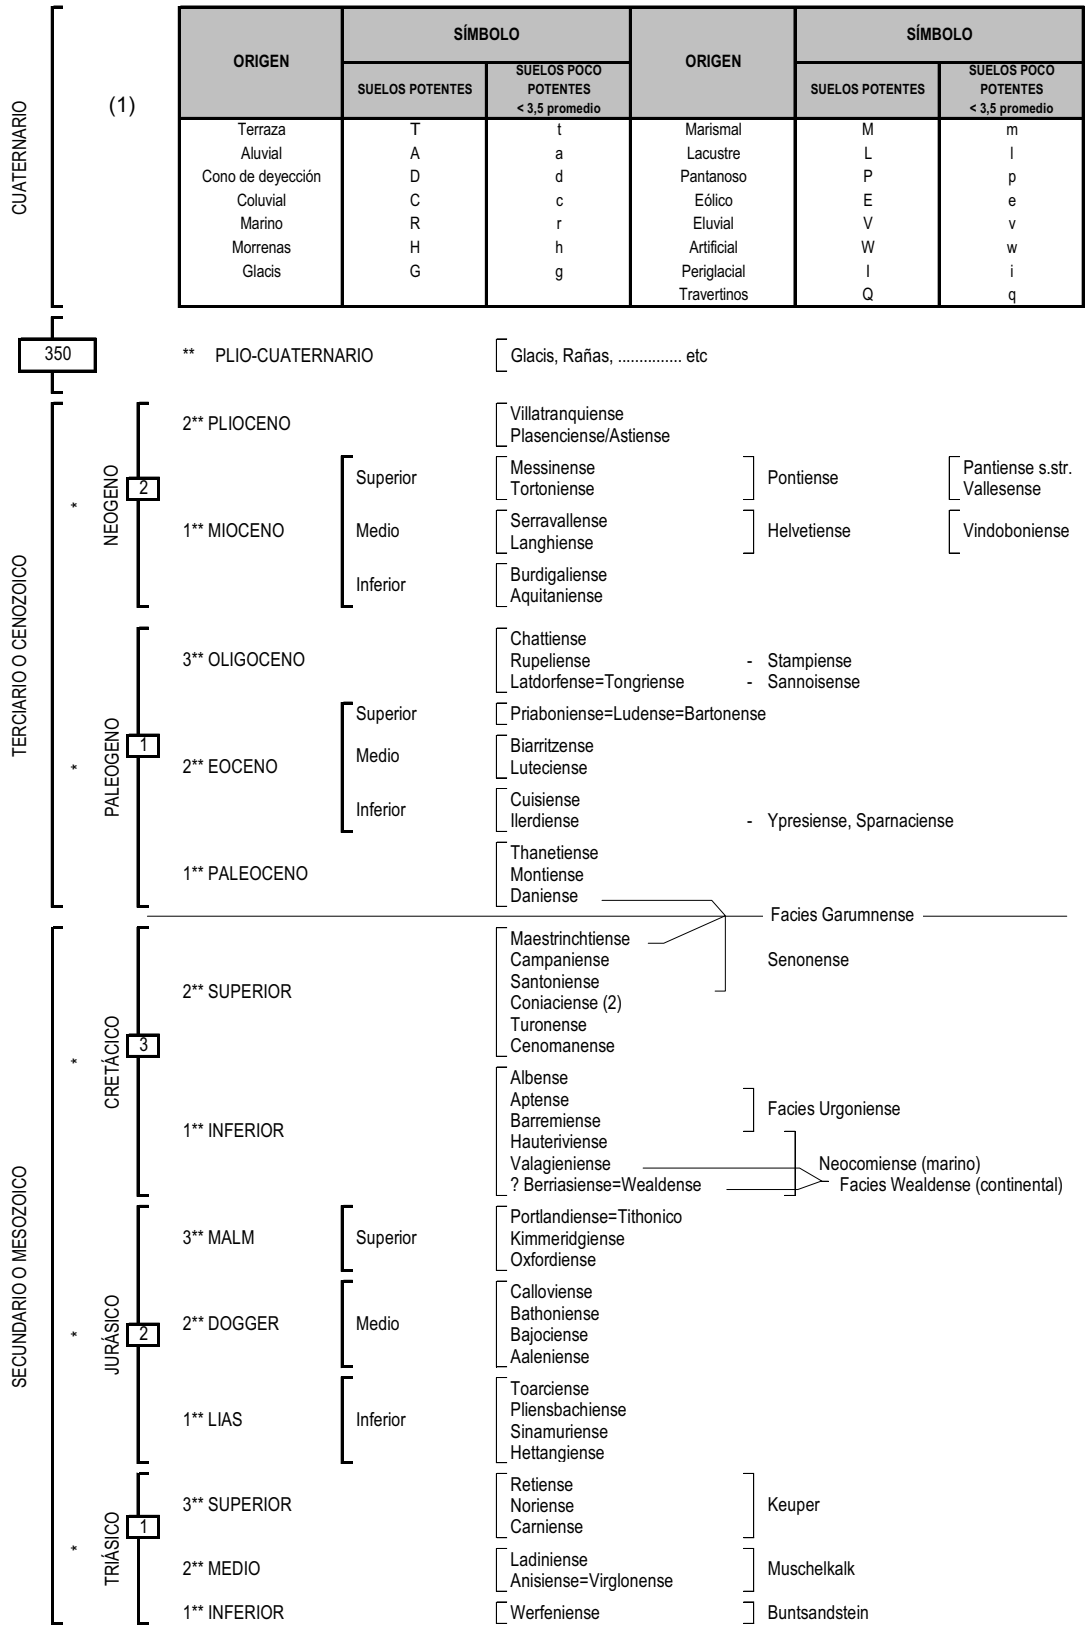 CUATERNARIO
(1)
ORIGEN SÍMBOLO ORIGEN SÍMBOLO
SUELOS POTENTES SUELOS POCO POTENTES < 3,5 promedio SUELOS POTENTES SUELOS POCO POTENTES < 3,5 promedio
Terraza T t Marismal M m
Aluvial A a Lacustre L l
Cono de deyección D d Pantanoso P p
Coluvial C c Eólico E e
Marino R r Eluvial V v
Morrenas H h Artificial W w
Glacis G g Periglacial I i
Travertinos Q q
350 ** PLIO-CUATERNARIO Glacis, Rañas, ............... etc
TERCIARIO O CENOZOICO
* NEOGENO 2
2** PLIOCENO
Villatranquiense
Plasenciense/Astiense
1** MIOCENO
Superior
Messinense
Tortoniense
Pontiense
Pantiense s.str.
Vallesense
Medio
Serravallense
Langhiense
Helvetiense
Vindoboniense
Inferior
Burdigaliense
Aquitaniense
* PALEOGENO 1
3** OLIGOCENO
Chattiense
Rupeliense - Stampiense
Latdorfense=Tongriense - Sannoisense
2** EOCENO
Superior
Priaboniense=Ludense=Bartonense
Medio
Biarritzense
Luteciense
Inferior
Cuisiense
Ilerdiense - Ypresiense, Sparnaciense
1** PALEOCENO
Thanetiense
Montiense
Daniense
Facies Garumnense
SECUNDARIO O MESOZOICO
* CRETÁCICO 3
2** SUPERIOR
Maestrinchtiense
Campaniense
Santoniense
Coniaciense (2)
Turonense
Cenomanense
Senonense
1** INFERIOR
Albense
Aptense
Barremiense
Hauteriviense
Valagieniense
? Berriasiense=Wealdense
Facies Urgoniense
Neocomiense (marino)
Facies Wealdense (continental)
* JURÁSICO 2
3** MALM
Superior
Portlandiense=Tithonico
Kimmeridgiense
Oxfordiense
2** DOGGER
Medio
Calloviense
Bathoniense
Bajociense
Aaleniense
1** LIAS
Inferior
Toarciense
Pliensbachiense
Sinamuriense
Hettangiense
* TRIÁSICO 1
3** SUPERIOR
Retiense
Noriense
Carniense
Keuper
2** MEDIO
Ladiniense
Anisiense=Virglonense
Muschelkalk
1** INFERIOR
Werfeniense
Buntsandstein